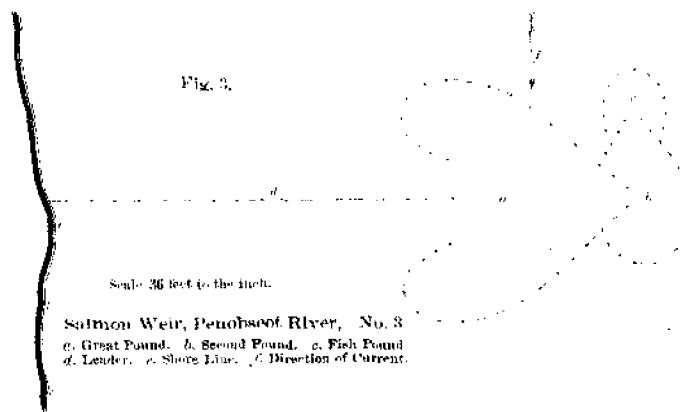 f
Fig. 3.
c
d
a
b
e
Scale 36 feet to the inch.
Salmon Weir, Penobscot River, No. 3
a. Great Pound. b. Second Pound. c. Fish Pound
d. Leader. e. Shore Line. f. Direction of Current.